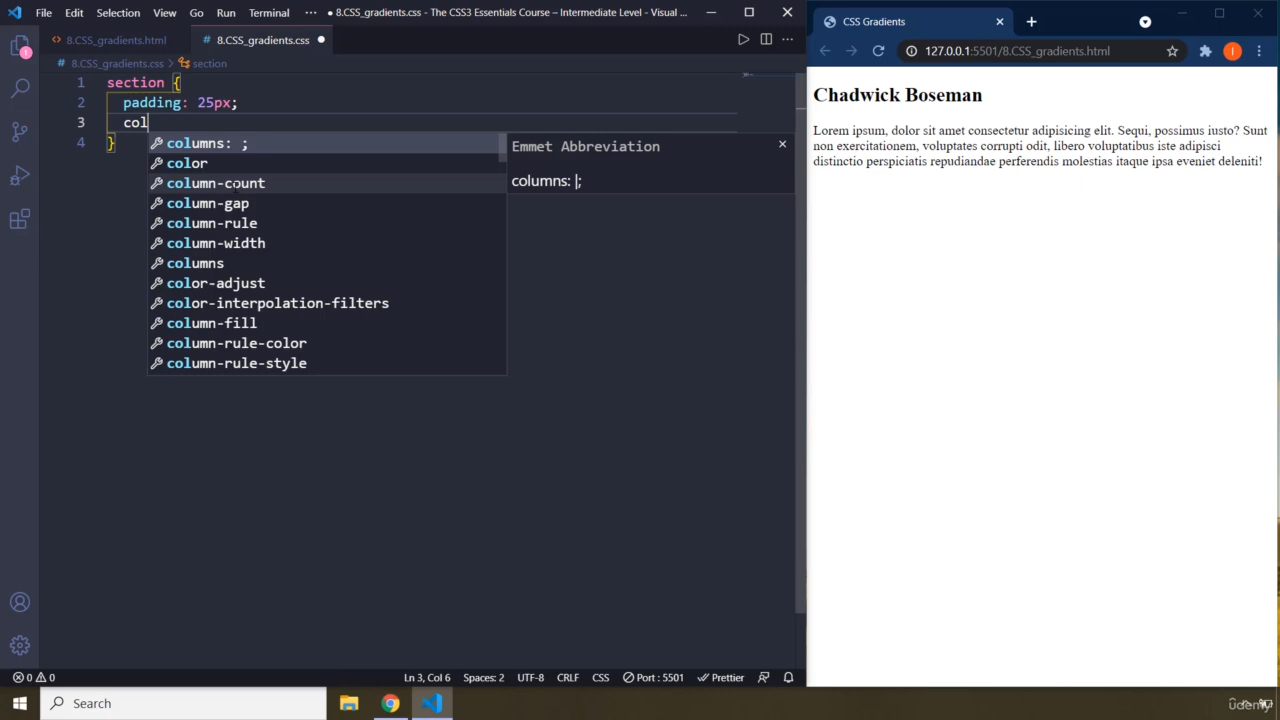 File Edit Selection View Go Run Terminal ··· ● 8.CSS_gradients.css - The CSS3 Essentials Course – Intermediate Level - Visual ...
8.CSS_gradients.html
# 8.CSS_gradients.css ●
# 8.CSS_gradients.css > section
1 section {
2 padding: 25px;
3 col
4 }
columns: ;
color
column-count
column-gap
column-rule
column-width
columns
color-adjust
color-interpolation-filters
column-fill
column-rule-color
column-rule-style
Emmet Abbreviation
columns: |;
1
0 0
Ln 3, Col 6 Spaces: 2 UTF-8 CRLF CSS Port : 5501 Prettier
CSS Gradients
127.0.0.1:5501/8.CSS_gradients.html
I
Chadwick Boseman
Lorem ipsum, dolor sit amet consectetur adipisicing elit. Sequi, possimus iusto? Sunt
non exercitationem, voluptates corrupti odit, libero voluptatibus iste adipisci
distinctio perspiciatis repudiandae perferendis molestias itaque ipsa eveniet deleniti!
Search
udemy